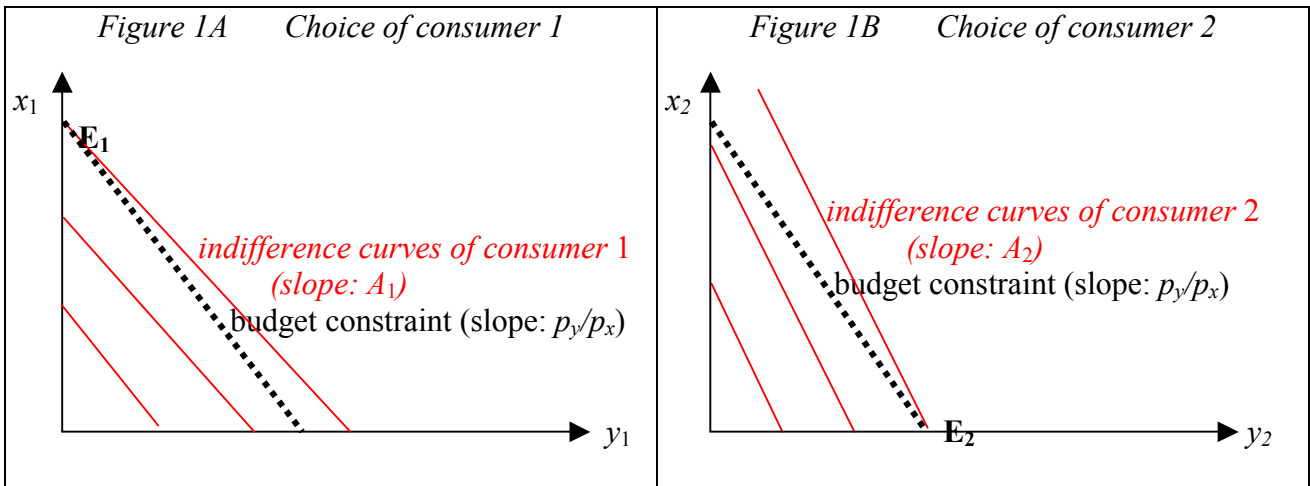 Figure 1A Choice of consumer 1
x1
E1
indifference curves of consumer 1
(slope: A1)
budget constraint (slope: py/px)
y1
Figure 1B Choice of consumer 2
x2
indifference curves of consumer 2
(slope: A2)
budget constraint (slope: py/px)
E2
y2